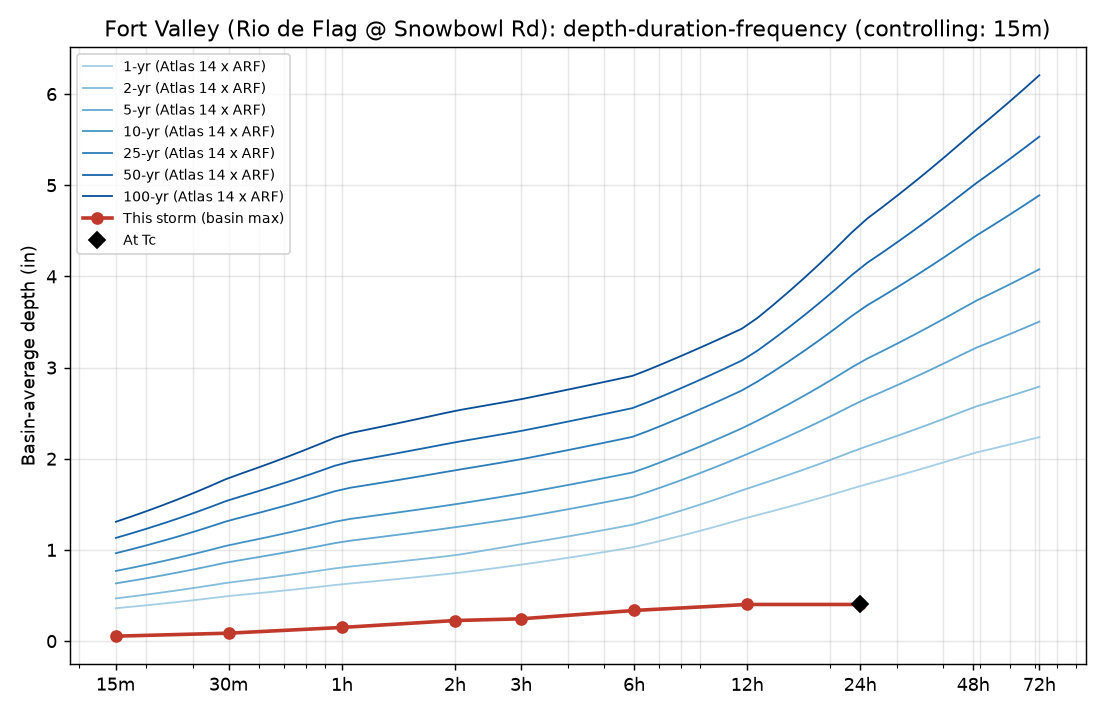 Fort Valley (Rio de Flag @ Snowbowl Rd): depth-duration-frequency (controlling: 15m)
1-yr (Atlas 14 x ARF)
2-yr (Atlas 14 x ARF)
5-yr (Atlas 14 x ARF)
10-yr (Atlas 14 x ARF)
25-yr (Atlas 14 x ARF)
50-yr (Atlas 14 x ARF)
100-yr (Atlas 14 x ARF)
This storm (basin max)
At Tc
Basin-average depth (in)
6
5
4
3
2
1
0
15m 30m 1h 2h 3h 6h 12h 24h 48h 72h